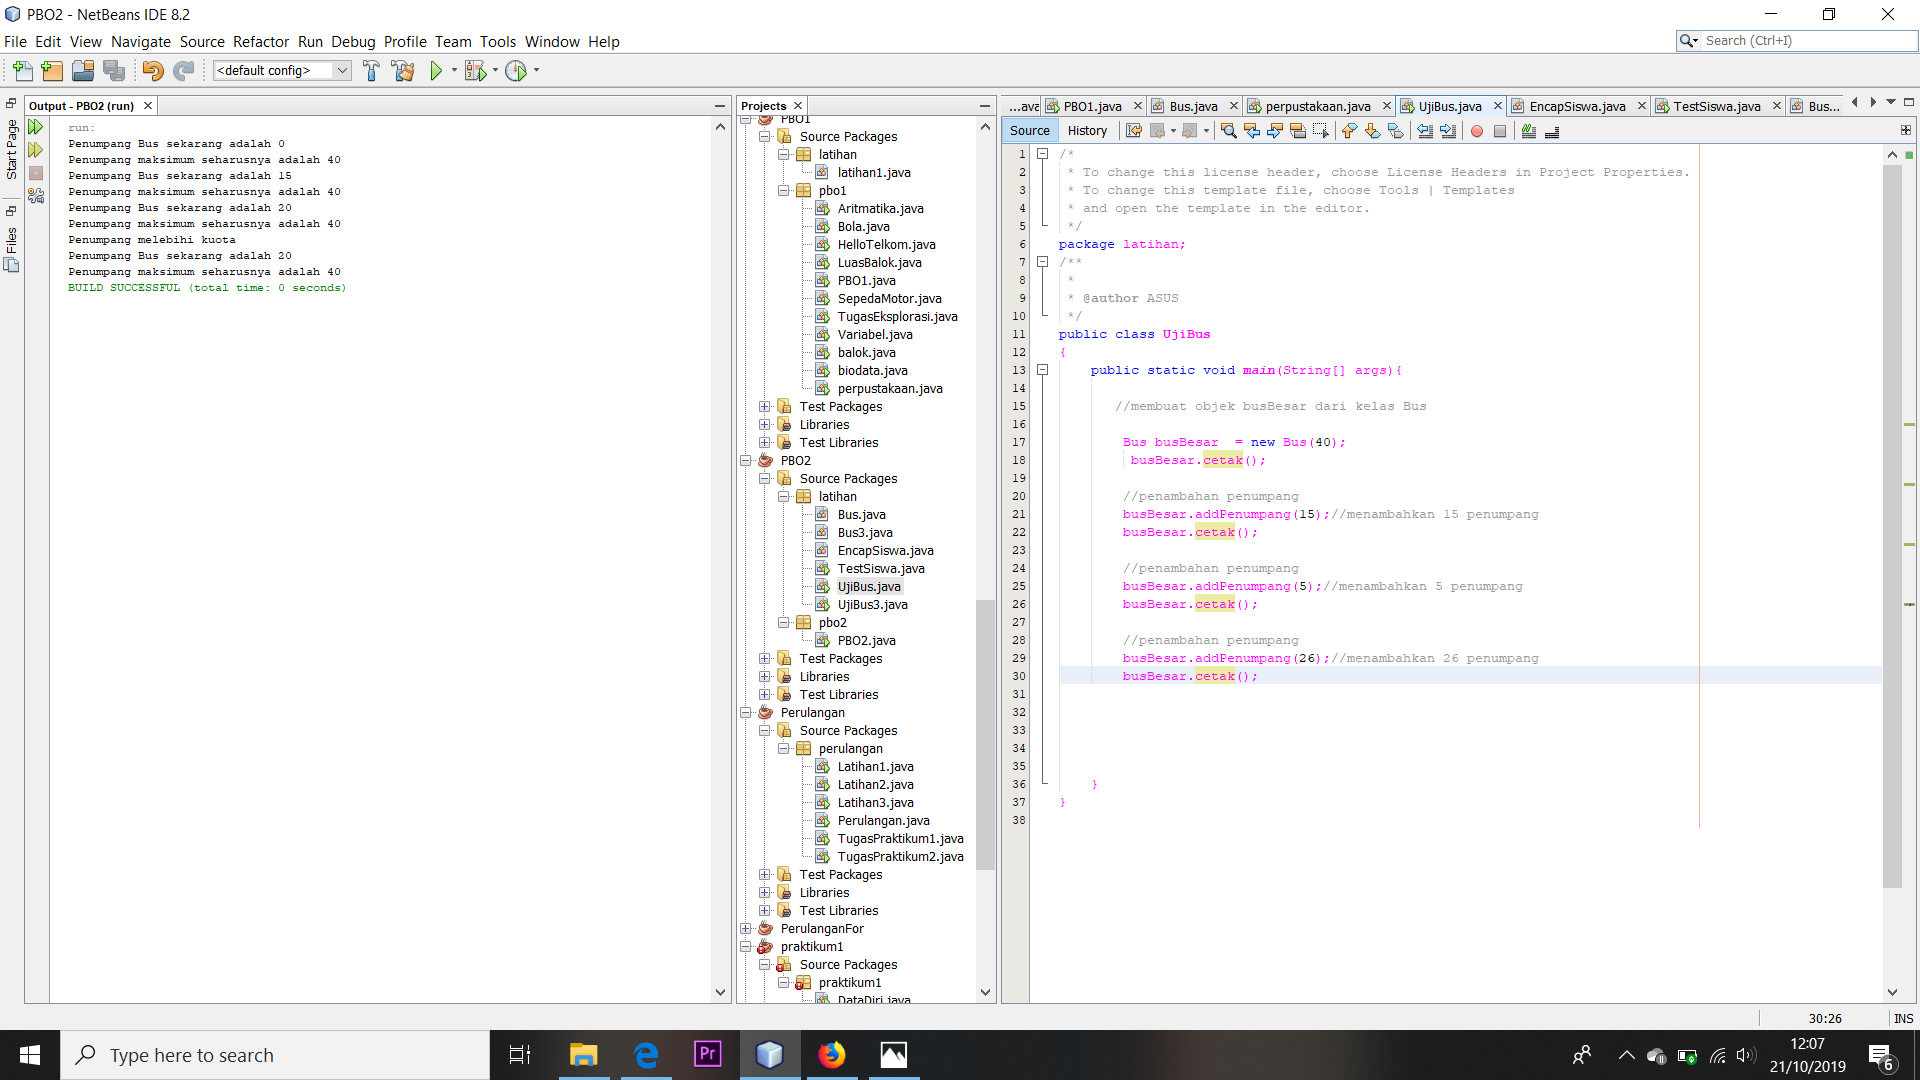 PBO2 - NetBeans IDE 8.2
File Edit View Navigate Source Refactor Run Debug Profile Team Tools Window Help
Search (Ctrl+I)
<default config>
Start Page
Files
Output - PBO2 (run)
run:
Penumpang Bus sekarang adalah 0
Penumpang maksimum seharusnya adalah 40
Penumpang Bus sekarang adalah 15
Penumpang maksimum seharusnya adalah 40
Penumpang Bus sekarang adalah 20
Penumpang maksimum seharusnya adalah 40
Penumpang melebihi kuota
Penumpang Bus sekarang adalah 20
Penumpang maksimum seharusnya adalah 40
BUILD SUCCESSFUL (total time: 0 seconds)
Projects
PBO1
Source Packages
latihan
latihan1.java
pbo1
Aritmatika.java
Bola.java
HelloTelkom.java
LuasBalok.java
PBO1.java
SepedaMotor.java
TugasEksplorasi.java
Variabel.java
balok.java
biodata.java
perpustakaan.java
Test Packages
Libraries
Test Libraries
PBO2
Source Packages
latihan
Bus.java
Bus3.java
EncapSiswa.java
TestSiswa.java
UjiBus.java
UjiBus3.java
pbo2
PBO2.java
Test Packages
Libraries
Test Libraries
Perulangan
Source Packages
perulangan
Latihan1.java
Latihan2.java
Latihan3.java
Perulangan.java
TugasPraktikum1.java
TugasPraktikum2.java
Test Packages
Libraries
Test Libraries
PerulanganFor
praktikum1
Source Packages
praktikum1
DataDiri.java
...ava PBO1.java Bus.java perpustakaan.java UjiBus.java EncapSiswa.java TestSiswa.java Bus...
Source History
1 /*
2 * To change this license header, choose License Headers in Project Properties.
3 * To change this template file, choose Tools | Templates
4 * and open the template in the editor.
5 */
6 package latihan;
7 /**
8 *
9 * @author ASUS
10 */
11 public class UjiBus
12 {
13 public static void main(String[] args){
14
15 //membuat objek busBesar dari kelas Bus
16
17 Bus busBesar = new Bus(40);
18 busBesar.cetak();
19
20 //penambahan penumpang
21 busBesar.addPenumpang(15);//menambahkan 15 penumpang
22 busBesar.cetak();
23
24 //penambahan penumpang
25 busBesar.addPenumpang(5);//menambahkan 5 penumpang
26 busBesar.cetak();
27
28 //penambahan penumpang
29 busBesar.addPenumpang(26);//menambahkan 26 penumpang
30 busBesar.cetak();
31
32
33
34
35
36 }
37 }
38
30:26 INS
Type here to search
Pr
12:07
21/10/2019
6